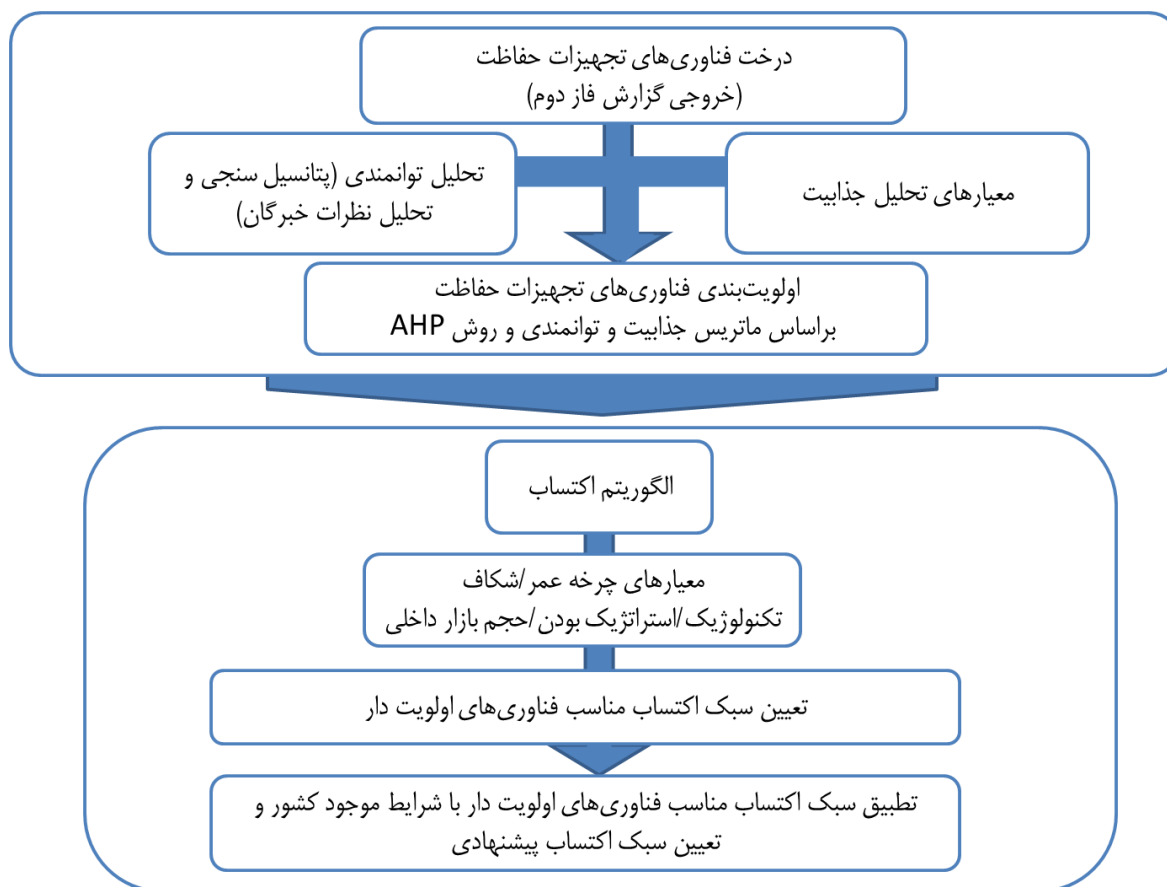 درخت فناوری‌های تجهیزات حفاظت
(خروجی گزارش فاز دوم)
معیارهای تحلیل جذابیت
تحلیل توانمندی (پتانسیل سنجی و
تحلیل نظرات خبرگان)
اولویت‌بندی فناوری‌های تجهیزات حفاظت
براساس ماتریس جذابیت و توانمندی و روش AHP
الگوریتم اکتساب
معیارهای چرخه عمر/شکاف
تکنولوژیک/استراتژیک بودن/حجم بازار داخلی
تعیین سبک اکتساب مناسب فناوری‌های اولویت دار
تطبیق سبک اکتساب مناسب فناوری‌های اولویت دار با شرایط موجود کشور و
تعیین سبک اکتساب پیشنهادی